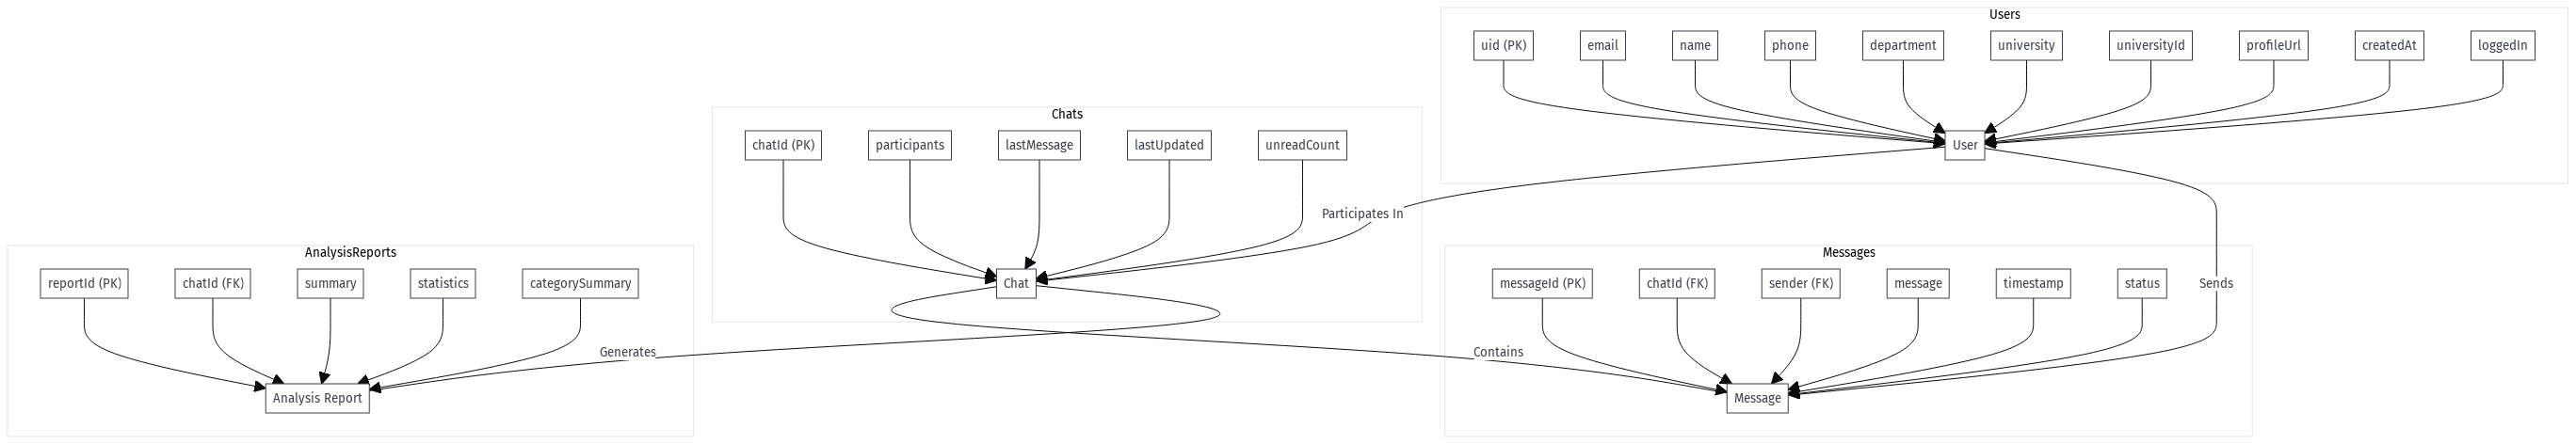 Users
uid (PK)
email
name
phone
department
university
universityId
profileUrl
createdAt
loggedIn
User
Chats
chatId (PK)
participants
lastMessage
lastUpdated
unreadCount
Participates In
Chat
AnalysisReports
reportId (PK)
chatId (FK)
summary
statistics
categorySummary
Generates
Analysis Report
Messages
messageId (PK)
chatId (FK)
sender (FK)
message
timestamp
status
Sends
Contains
Message